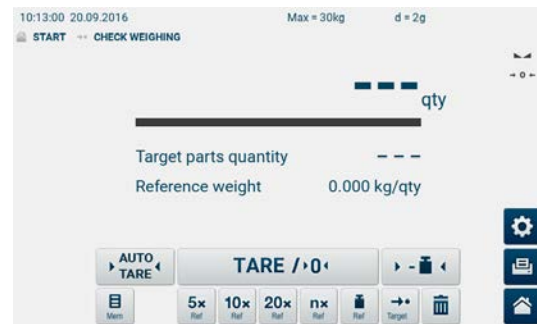 10:13:00 20.09.2016 Max = 30kg d = 2g
START CHECK WEIGHING
→ 0 ←
--- qty
Target parts quantity ---
Reference weight 0.000 kg/qty
AUTO TARE TARE / 0 -
Mem 5x Ref 10x Ref 20x Ref nx Ref Ref Target